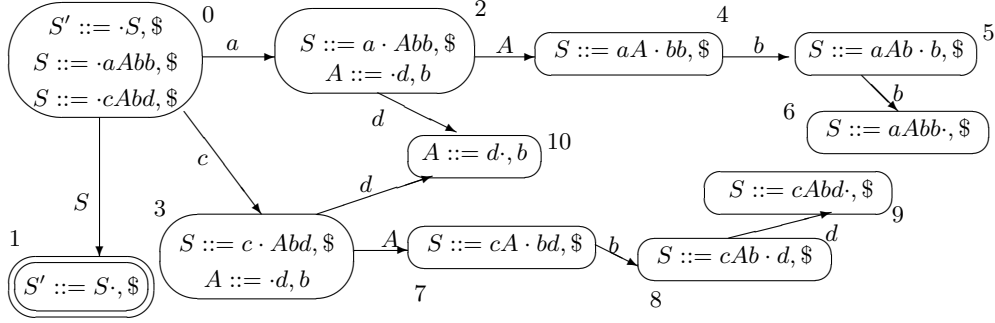 0
S′ ::= ·S, $
S ::= ·aAbb, $
S ::= ·cAbd, $
a
2
S ::= a · Abb, $
A ::= ·d, b
A
4
S ::= aA · bb, $
b
5
S ::= aAb · b, $
b
6
S ::= aAbb·, $
d
10
A ::= d·, b
c
d
S
3
S ::= c · Abd, $
A ::= ·d, b
A
7
S ::= cA · bd, $
b
8
S ::= cAb · d, $
d
9
S ::= cAbd·, $
1
S′ ::= S·, $